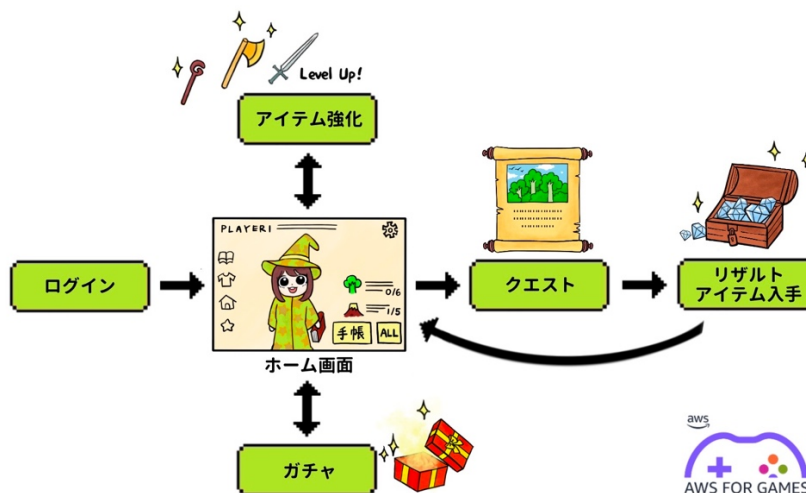 Level Up!
アイテム強化
PLAYER1
ログイン
0/6
1/5
手帳
ALL
ホーム画面
クエスト
リザルト
アイテム入手
ガチャ
aws
AWS FOR GAMES